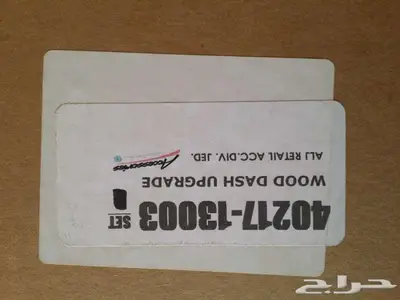 40217-13003 SET
WOOD DASH UPGRADE
Accessories
ALJ RETAIL ACC.DIV. JED.
حراج